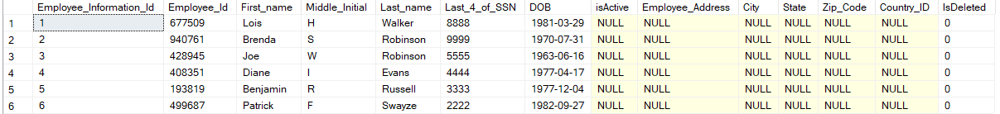 Employee_Information_Id Employee_Id First_name Middle_Initial Last_name Last_4_of_SSN DOB isActive Employee_Address City State Zip_Code Country_ID IsDeleted
1 1 677509 Lois H Walker 8888 1981-03-29 NULL NULL NULL NULL NULL NULL 0
2 2 940761 Brenda S Robinson 9999 1970-07-31 NULL NULL NULL NULL NULL NULL 0
3 3 428945 Joe W Robinson 5555 1963-06-16 NULL NULL NULL NULL NULL NULL 0
4 4 408351 Diane I Evans 4444 1977-04-17 NULL NULL NULL NULL NULL NULL 0
5 5 193819 Benjamin R Russell 3333 1977-12-04 NULL NULL NULL NULL NULL NULL 0
6 6 499687 Patrick F Swayze 2222 1982-09-27 NULL NULL NULL NULL NULL NULL 0